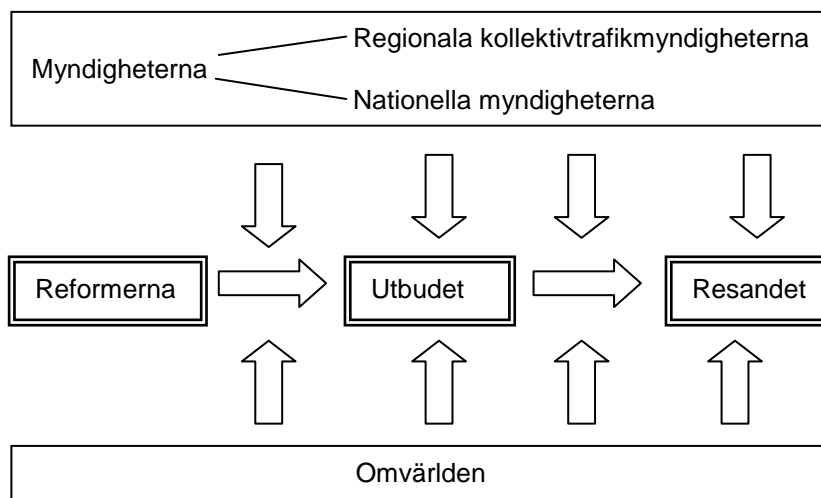 Regionala kollektivtrafikmyndigheterna
Myndigheterna
Nationella myndigheterna
Reformerna
Utbudet
Resandet
Omvärlden